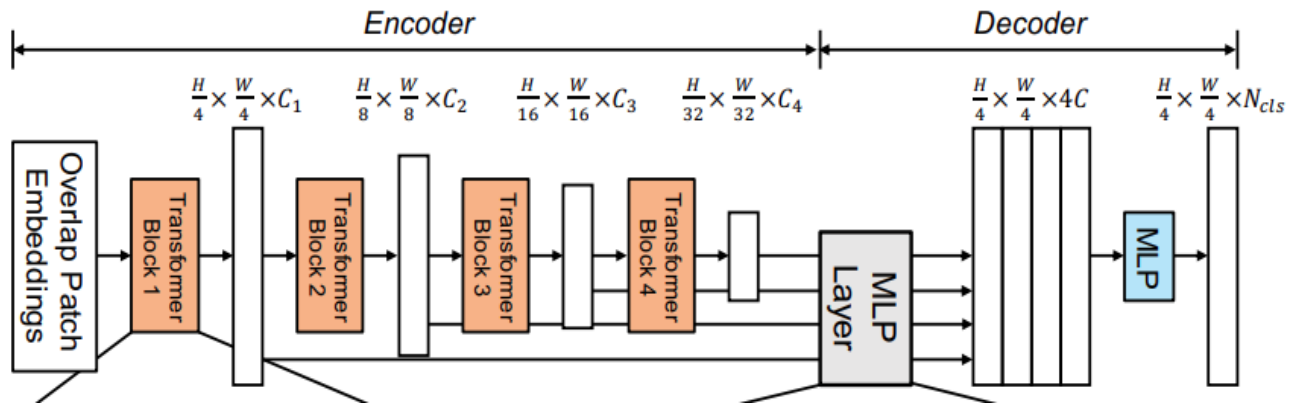 Encoder
Decoder
H/4 × W/4 × C₁
H/8 × W/8 × C₂
H/16 × W/16 × C₃
H/32 × W/32 × C₄
H/4 × W/4 × 4C
H/4 × W/4 × N_cls
Overlap Patch
Embeddings
Transformer
Block 1
Transformer
Block 2
Transformer
Block 3
Transformer
Block 4
MLP
Layer
MLP